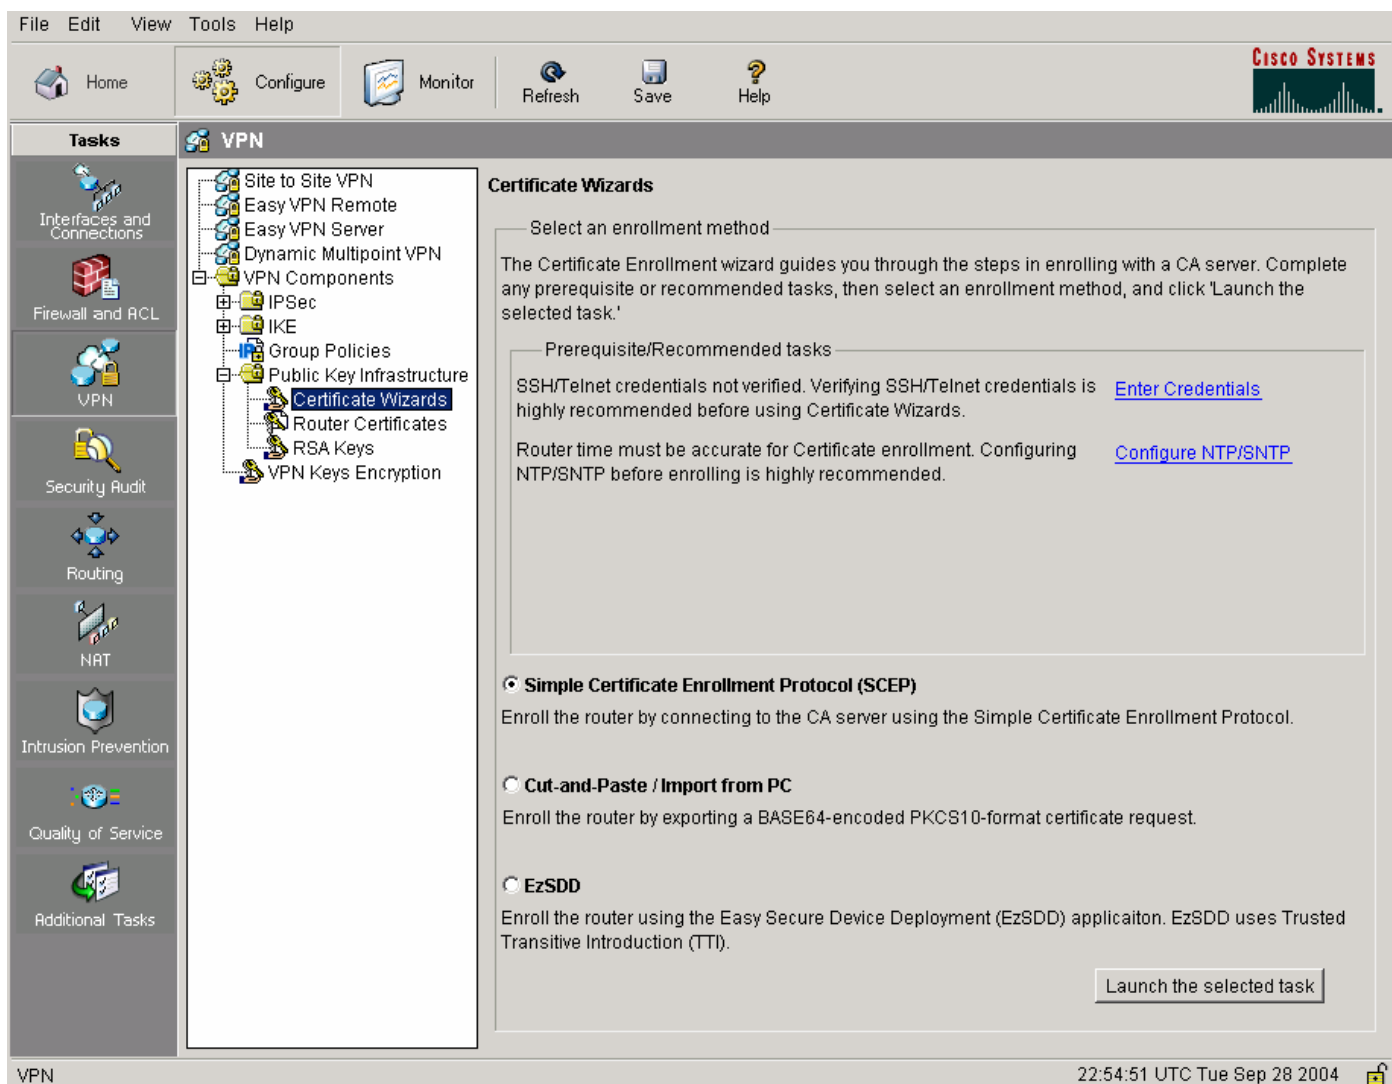 File Edit View Tools Help
Home Configure Monitor Refresh Save Help
CISCO SYSTEMS
Tasks
Interfaces and
Connections
Firewall and ACL
VPN
Security Audit
Routing
NAT
Intrusion Prevention
Quality of Service
Additional Tasks
VPN
Site to Site VPN
Easy VPN Remote
Easy VPN Server
Dynamic Multipoint VPN
VPN Components
IPSec
IKE
Group Policies
Public Key Infrastructure
Certificate Wizards
Router Certificates
RSA Keys
VPN Keys Encryption
Certificate Wizards
Select an enrollment method
The Certificate Enrollment wizard guides you through the steps in enrolling with a CA server. Complete
any prerequisite or recommended tasks, then select an enrollment method, and click 'Launch the
selected task.'
Prerequisite/Recommended tasks
SSH/Telnet credentials not verified. Verifying SSH/Telnet credentials is
highly recommended before using Certificate Wizards.
Enter Credentials
Router time must be accurate for Certificate enrollment. Configuring
NTP/SNTP before enrolling is highly recommended.
Configure NTP/SNTP
Simple Certificate Enrollment Protocol (SCEP)
Enroll the router by connecting to the CA server using the Simple Certificate Enrollment Protocol.
Cut-and-Paste / Import from PC
Enroll the router by exporting a BASE64-encoded PKCS10-format certificate request.
EzSDD
Enroll the router using the Easy Secure Device Deployment (EzSDD) applicaiton. EzSDD uses Trusted
Transitive Introduction (TTI).
Launch the selected task
VPN
22:54:51 UTC Tue Sep 28 2004